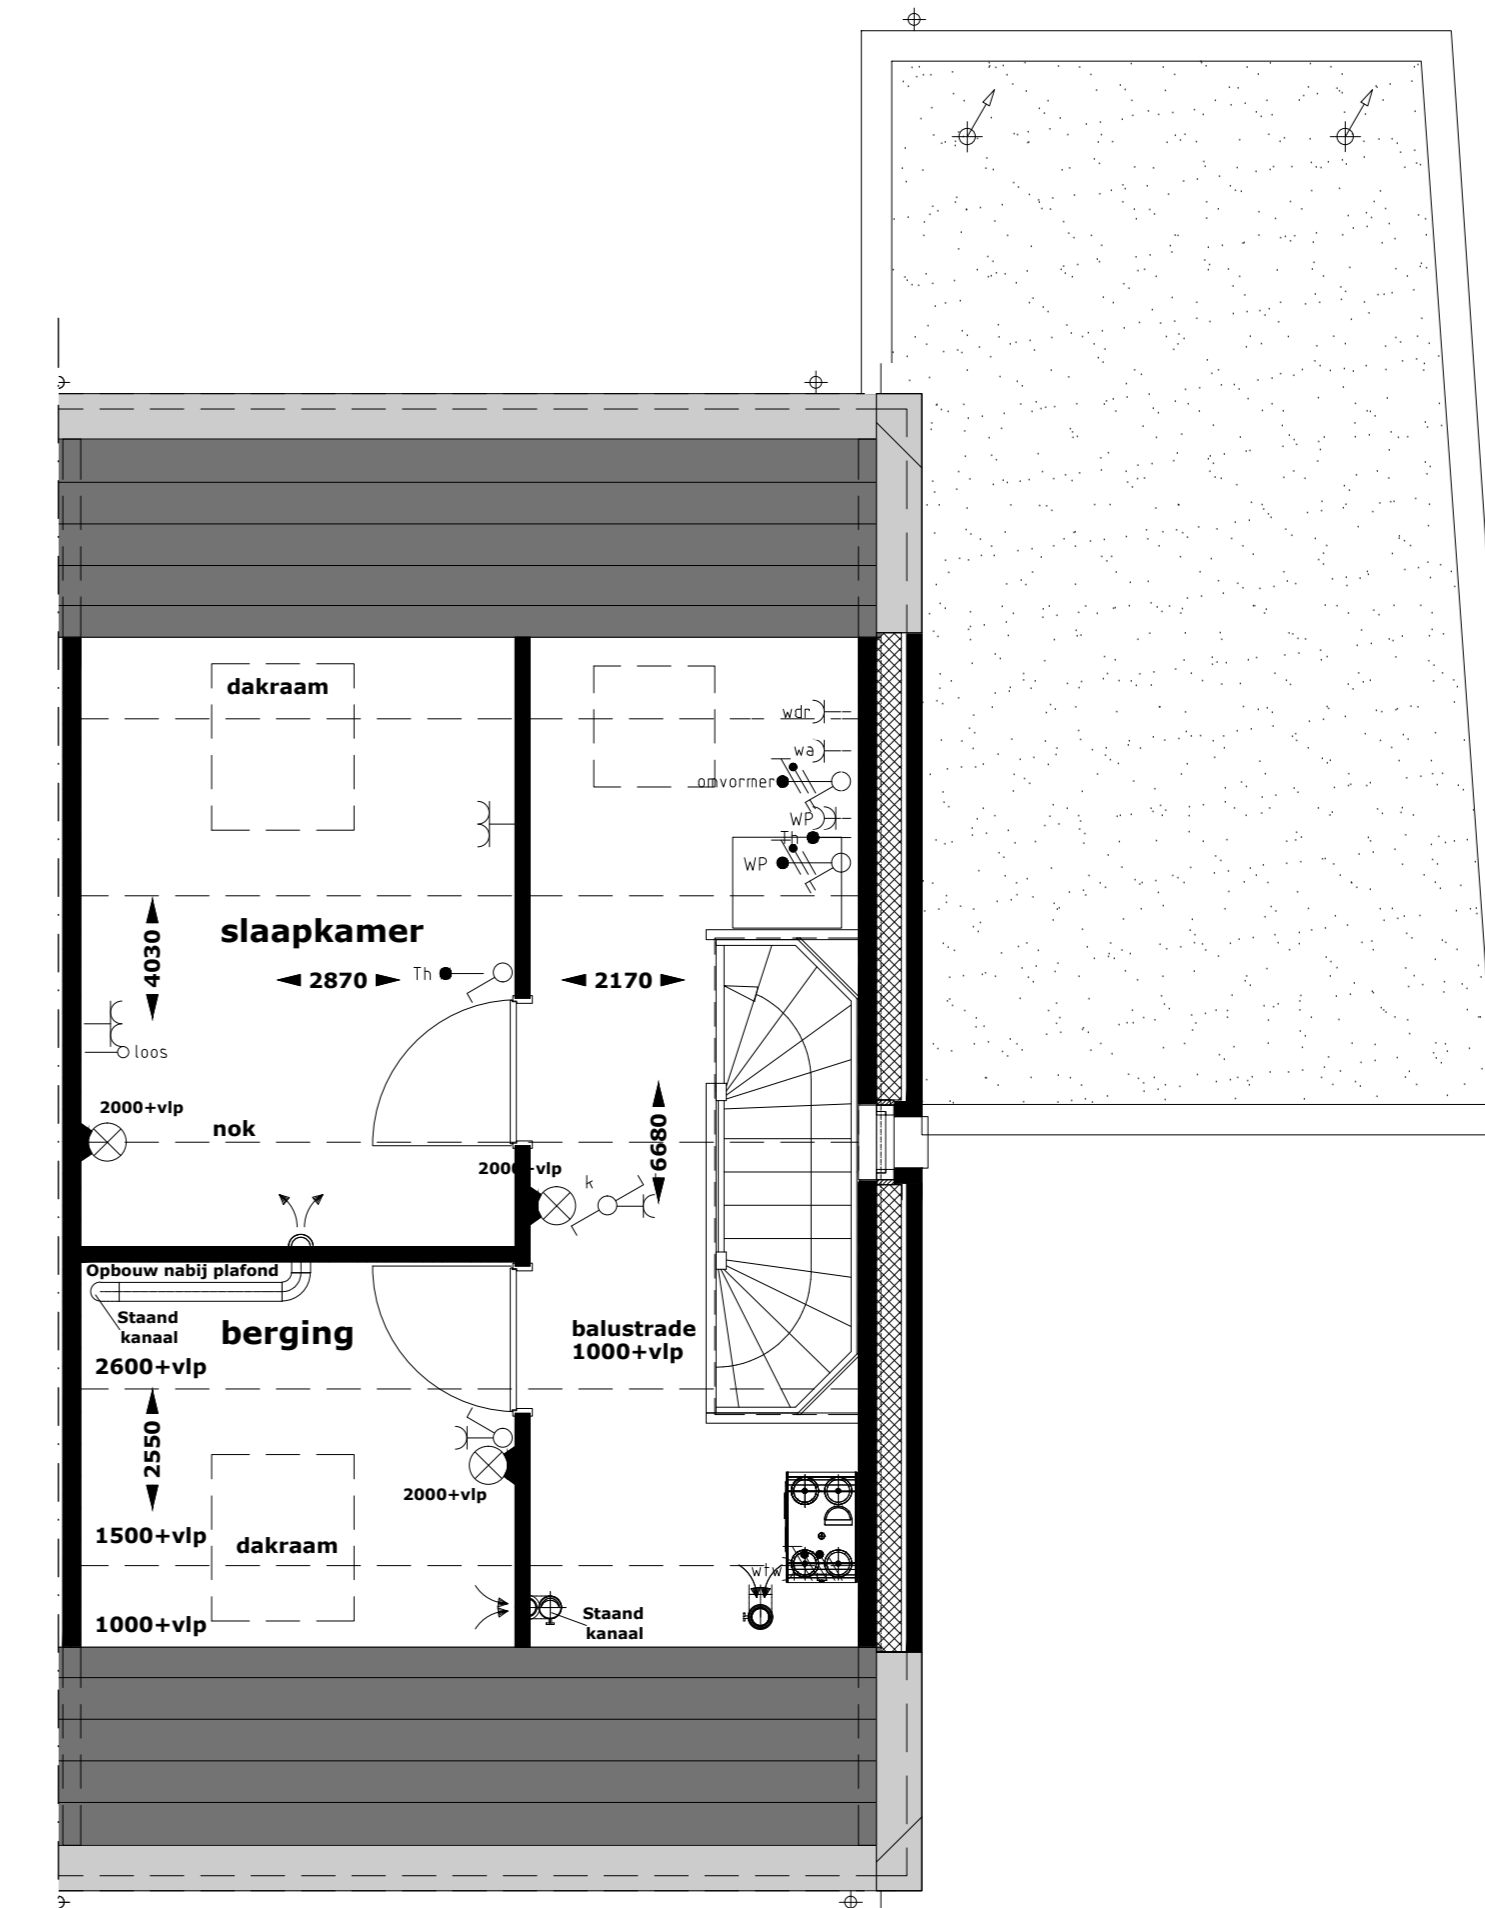 dakraam
wdr
wa
omvormer
WP
Th
WP
slaapkamer
4030
2870
Th
2170
loos
2000+vlp
nok
6680
2000+vlp
k
Opbouw nabij plafond
Staand
kanaal
berging
balustrade
1000+vlp
2600+vlp
2550
2000+vlp
1500+vlp
dakraam
wtw
1000+vlp
Staand
kanaal